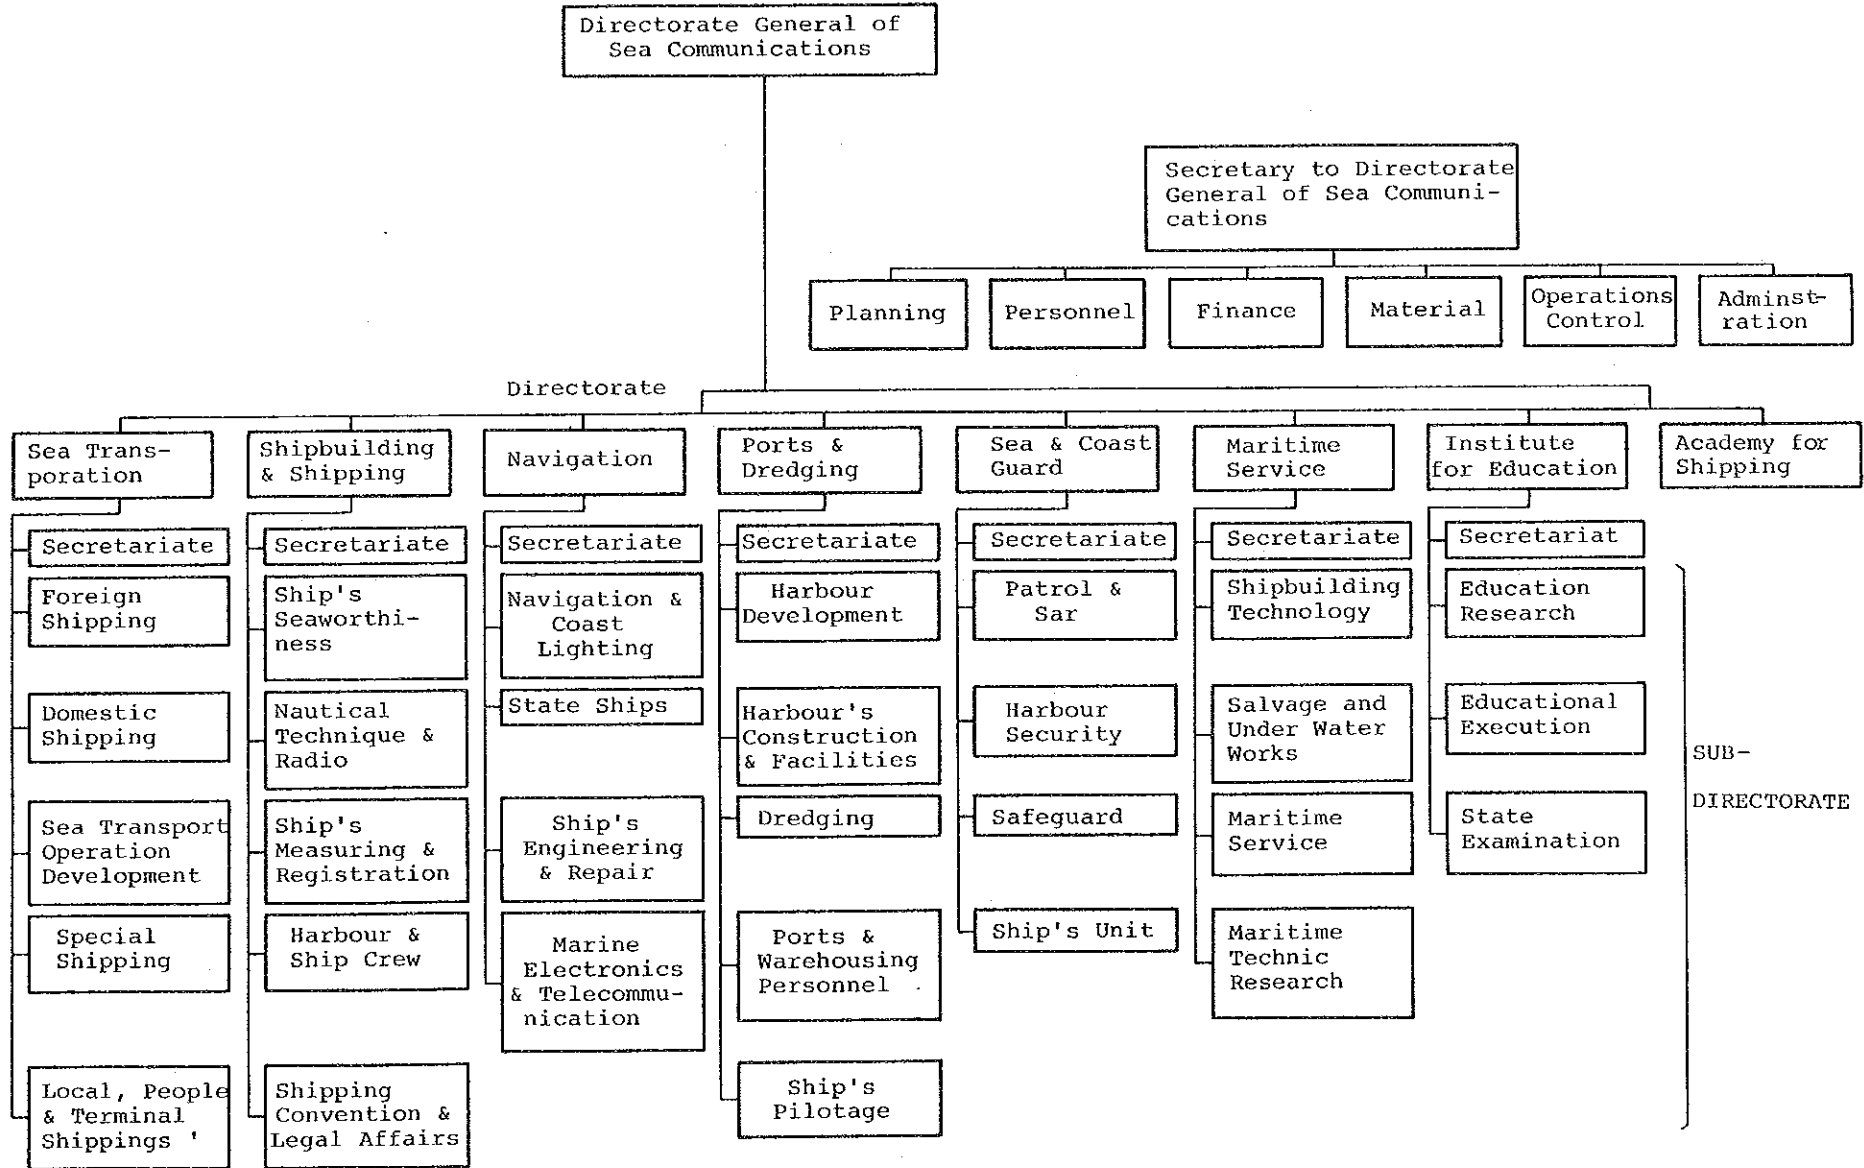 Directorate General of
Sea Communications
Secretary to Directorate
General of Sea Communi-
cations
Planning
Personnel
Finance
Material
Operations
Control
Adminst-
ration
Directorate
Sea Trans-
poration
Shipbuilding
& Shipping
Navigation
Ports &
Dredging
Sea & Coast
Guard
Maritime
Service
Institute
for Education
Academy for
Shipping
Secretariate
Foreign
Shipping
Domestic
Shipping
Sea Transport
Operation
Development
Special
Shipping
Local, People
& Terminal
Shippings '
Secretariate
Ship's
Seaworthi-
ness
Nautical
Technique &
Radio
Ship's
Measuring &
Registration
Harbour &
Ship Crew
Shipping
Convention &
Legal Affairs
Secretariate
Navigation &
Coast
Lighting
State Ships
Ship's
Engineering
& Repair
Marine
Electronics
& Telecommu-
nication
Secretariate
Harbour
Development
Harbour's
Construction
& Facilities
Dredging
Ports &
Warehousing
Personnel
Ship's
Pilotage
Secretariate
Patrol &
Sar
Harbour
Security
Safeguard
Ship's Unit
Secretariate
Shipbuilding
Technology
Salvage and
Under Water
Works
Maritime
Service
Maritime
Technic
Research
Secretariat
Education
Research
Educational
Execution
State
Examination
SUB-
DIRECTORATE